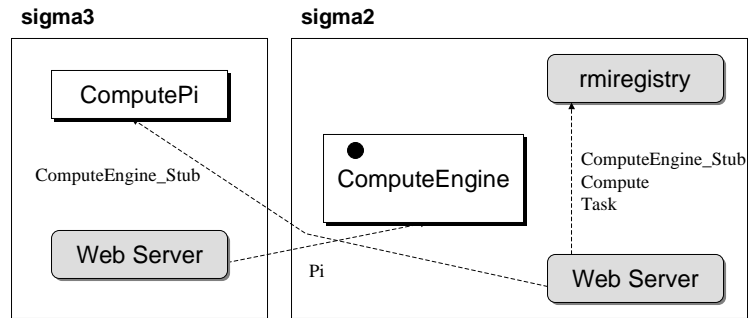 sigma3
sigma2
ComputePi
rmiregistry
ComputeEngine_Stub
ComputeEngine
ComputeEngine_Stub
Compute
Task
Web Server
Pi
Web Server